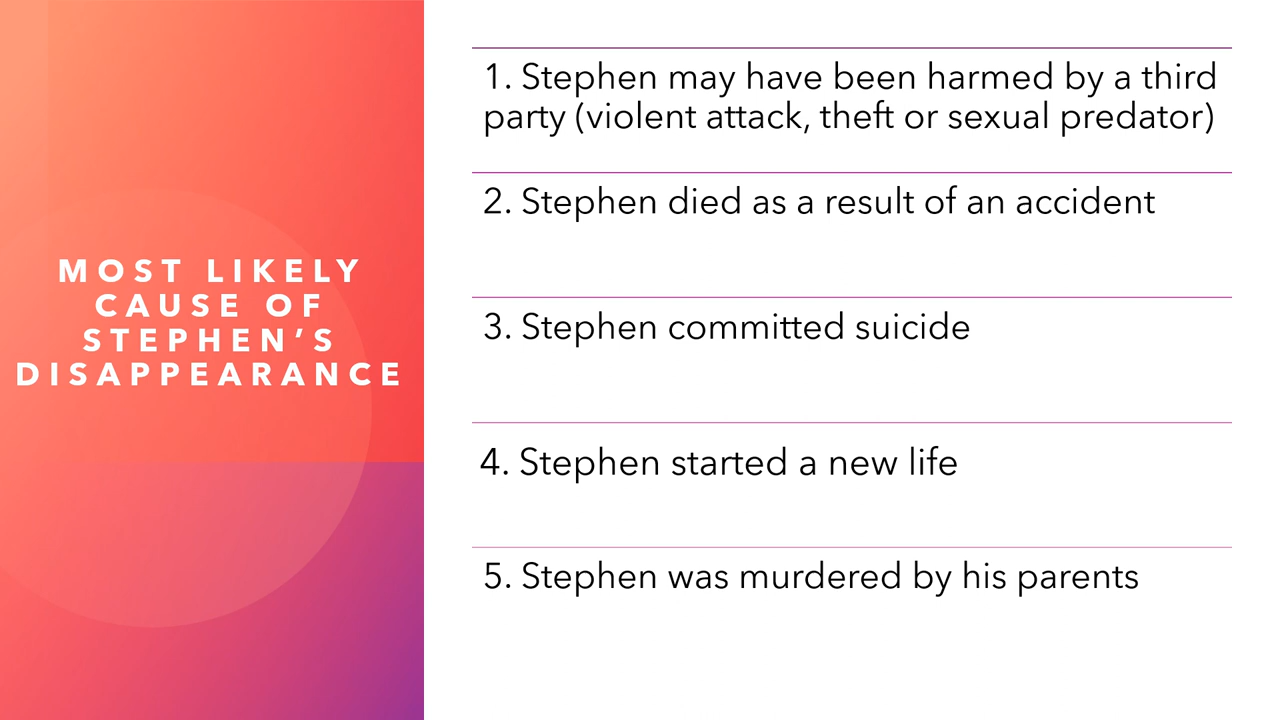 MOST LIKELY
CAUSE OF
STEPHEN’S
DISAPPEARANCE
1. Stephen may have been harmed by a third
party (violent attack, theft or sexual predator)
2. Stephen died as a result of an accident
3. Stephen committed suicide
4. Stephen started a new life
5. Stephen was murdered by his parents